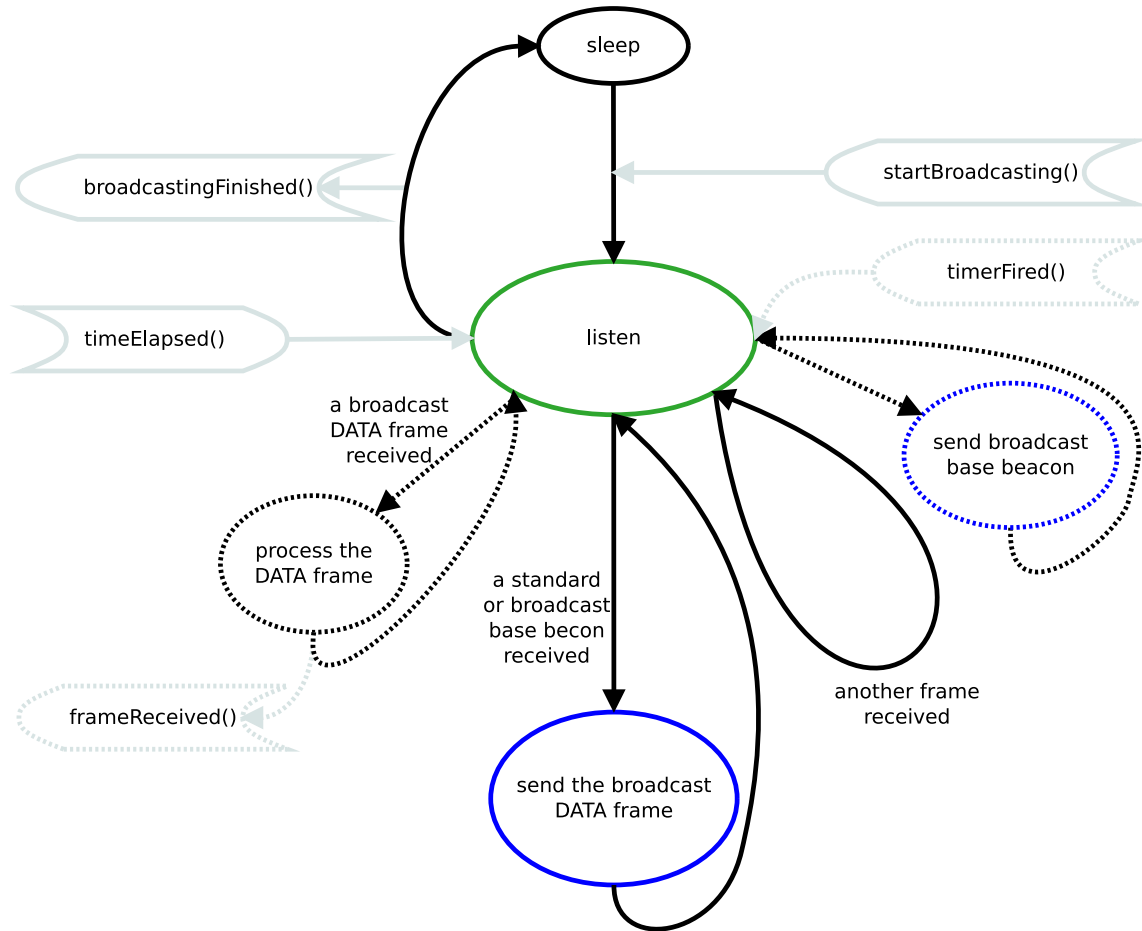 sleep
broadcastingFinished()
startBroadcasting()
timerFired()
timeElapsed()
listen
a broadcast
DATA frame
received
send broadcast
base beacon
process the
DATA frame
a standard
or broadcast
base becon
received
another frame
received
frameReceived()
send the broadcast
DATA frame